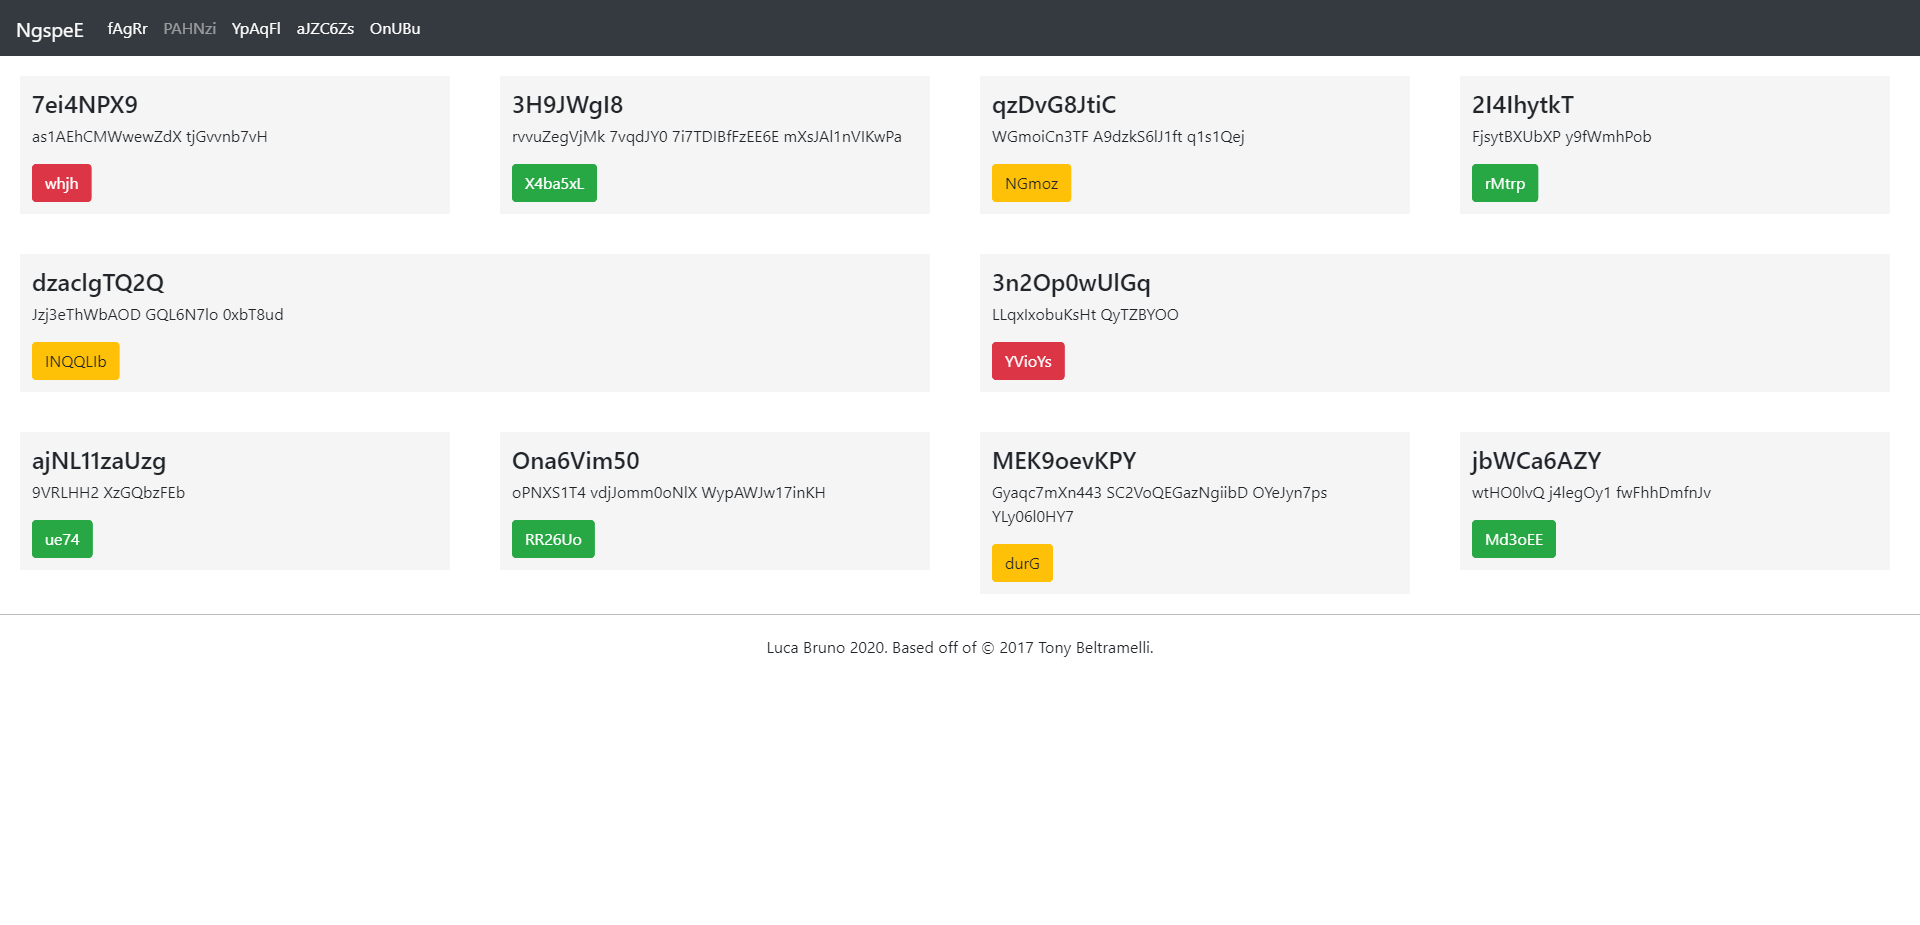 NgspeE fAgRr PAHNzi YpAqFl aJZC6Zs OnUBu
7ei4NPX9
as1AEhCMWwewZdX tjGvvnb7vH
whjh
3H9JWgI8
rvvuZegVjMk 7vqdJY0 7i7TDIBfFzEE6E mXsJAl1nVIKwPa
X4ba5xL
qzDvG8JtiC
WGmoiCn3TF A9dzkS6lJ1ft q1s1Qej
NGmoz
2I4IhytkT
FjsytBXUbXP y9fWmhPob
rMtrp
dzaclgTQ2Q
Jzj3eThWbAOD GQL6N7lo 0xbT8ud
INQQLIb
3n2Op0wUlGq
LLqxIxobuKsHt QyTZBYOO
YVioYs
ajNL11zaUzg
9VRLHH2 XzGQbzFEb
ue74
Ona6Vim50
oPNXS1T4 vdjJomm0oNlX WypAWJw17inKH
RR26Uo
MEK9oevKPY
Gyaqc7mXn443 SC2VoQEGazNgiibD OYeJyn7ps
YLy06l0HY7
durG
jbWCa6AZY
wtHO0lvQ j4legOy1 fwFhhDmfnJv
Md3oEE
Luca Bruno 2020. Based off of © 2017 Tony Beltramelli.